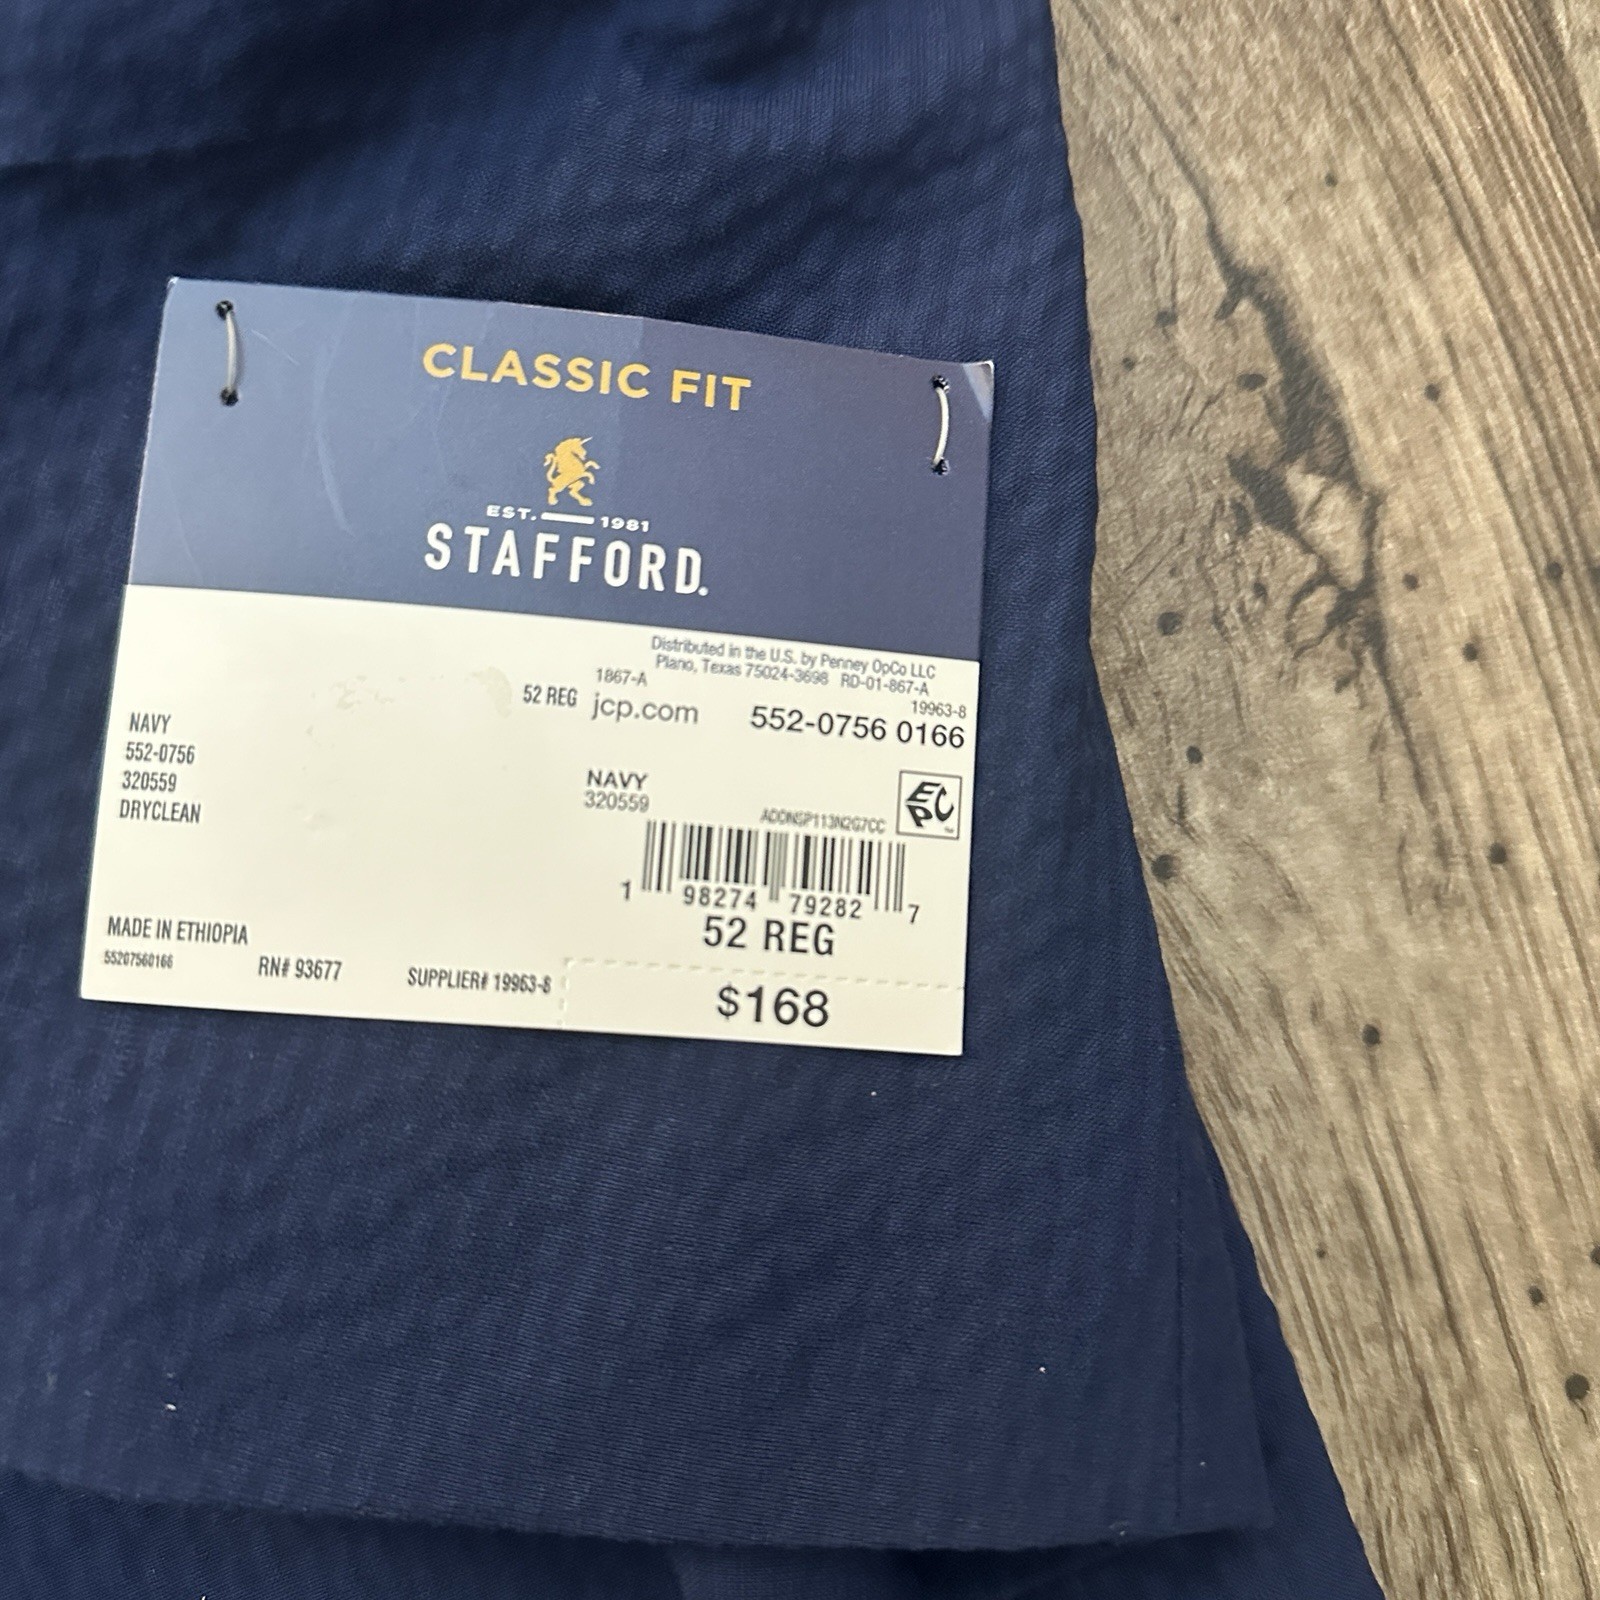 CLASSIC FIT
EST. 1981
STAFFORD.
Distributed in the U.S. by Penney OpCo LLC
Plano, Texas 75024-3698 RD-01-867-A
1867-A
19963-8
52 REG jcp.com 552-0756 0166
NAVY
552-0756
320559
DRYCLEAN
NAVY
320559
EPC
ACONSP113N2G7CC
1 98274 79282 7
52 REG
MADE IN ETHIOPIA
55207560166
RN# 93677
SUPPLIER# 19963-8
$168